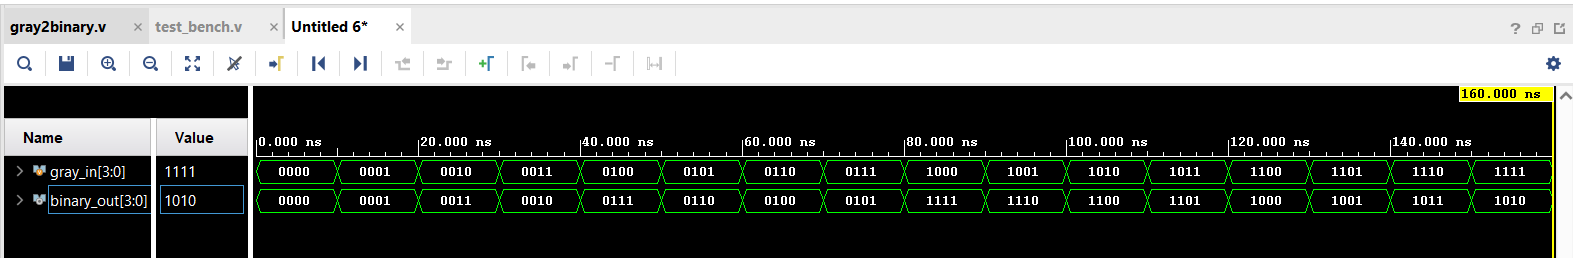 gray2binary.v × test_bench.v × Untitled 6* × ?
160.000 ns
Name Value 0.000 ns 20.000 ns 40.000 ns 60.000 ns 80.000 ns 100.000 ns 120.000 ns 140.000 ns
gray_in[3:0] 1111 0000 0001 0010 0011 0100 0101 0110 0111 1000 1001 1010 1011 1100 1101 1110 1111
binary_out[3:0] 1010 0000 0001 0011 0010 0111 0110 0100 0101 1111 1110 1100 1101 1000 1001 1011 1010